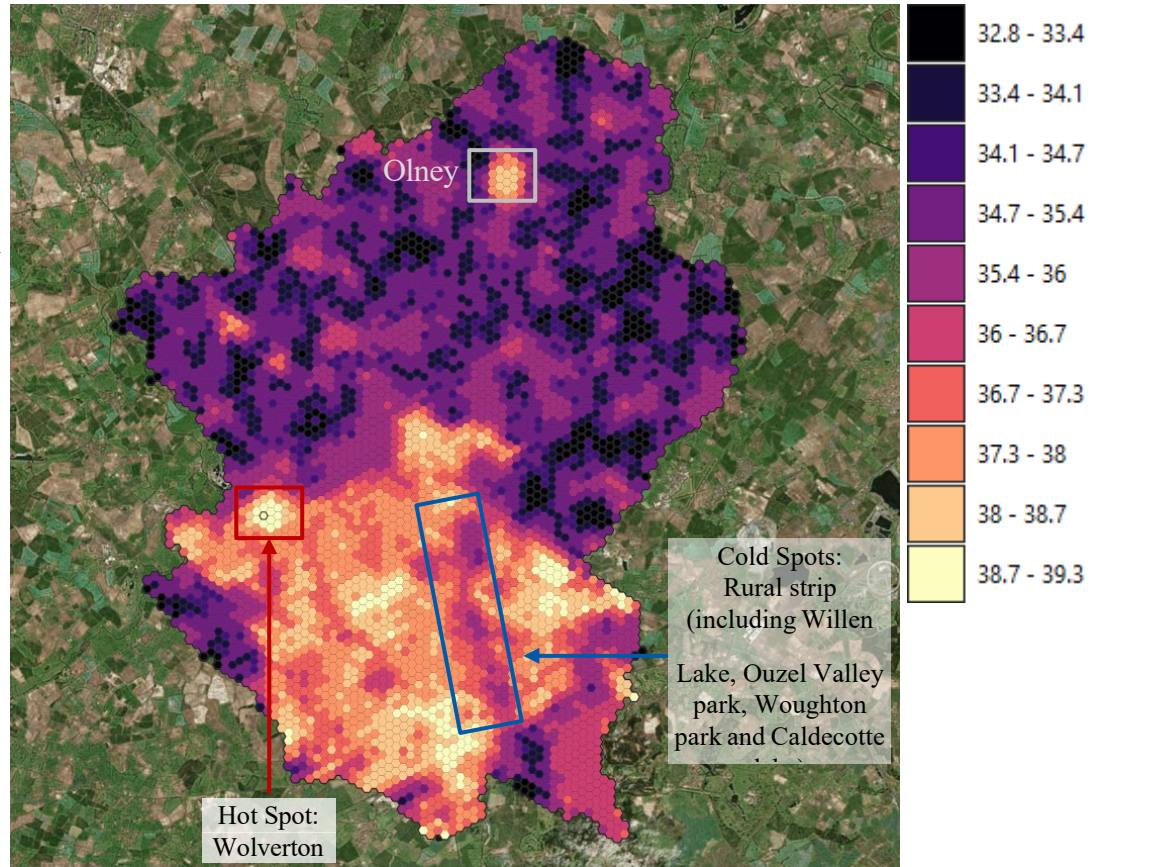 Olney
Cold Spots:
Rural strip
(including Willen
Lake, Ouzel Valley
park, Woughton
park and Caldecotte
Hot Spot:
Wolverton
32.8 - 33.4
33.4 - 34.1
34.1 - 34.7
34.7 - 35.4
35.4 - 36
36 - 36.7
36.7 - 37.3
37.3 - 38
38 - 38.7
38.7 - 39.3